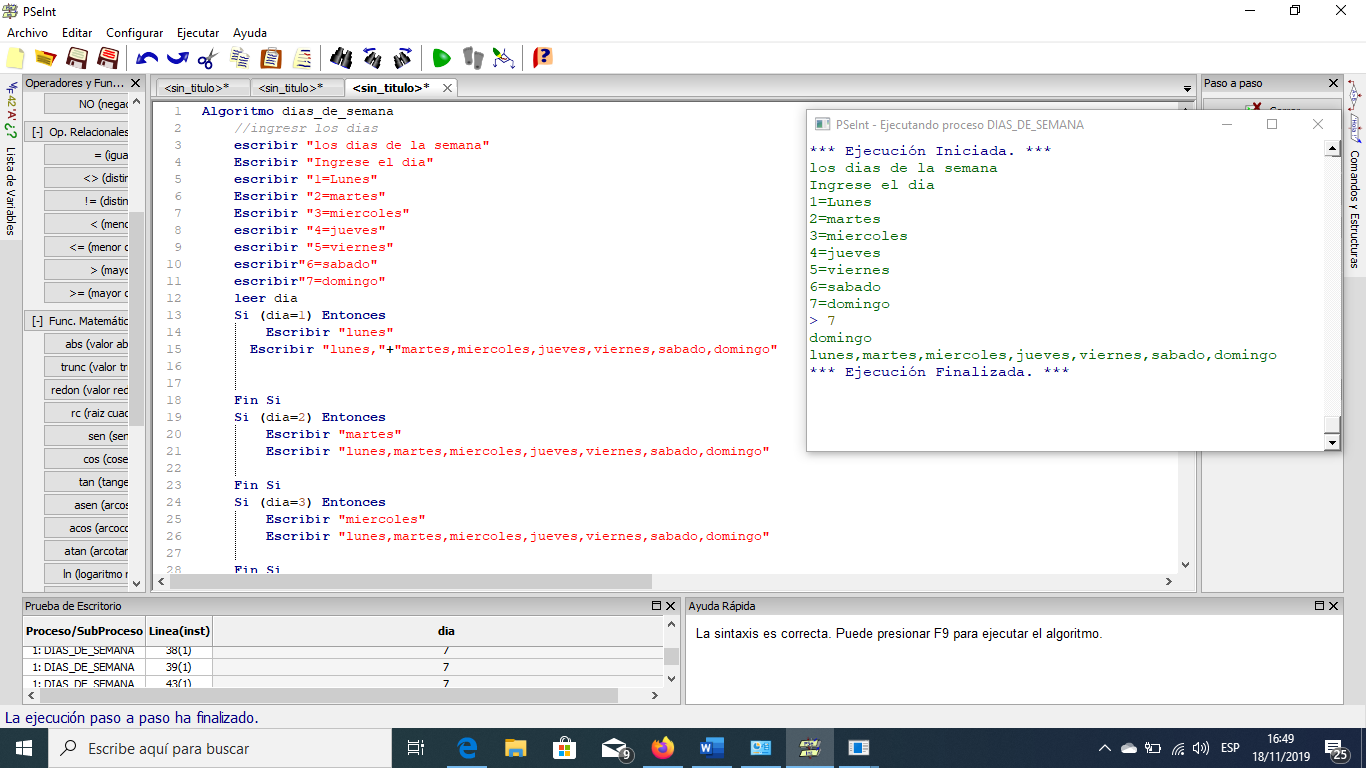 PSeInt
Archivo Editar Configurar Ejecutar Ayuda
Operadores y Fun...
<sin_titulo>* <sin_titulo>* <sin_titulo>*
Paso a paso
Lista de Variables
NO (negac
[-] Op. Relacionales
= (igua
<> (distin
!= (distin
< (meno
<= (menor o
> (mayo
>= (mayor o
[-] Func. Matemátic
abs (valor ab
trunc (valor tr
redon (valor red
rc (raiz cuad
sen (sen
cos (cose
tan (tange
asen (arcos
acos (arcoco
atan (arcotan
ln (logaritmo n
1 Algoritmo dias_de_semana
2 //ingresr los dias
3 escribir "los dias de la semana"
4 Escribir "Ingrese el dia"
5 escribir "1=Lunes"
6 Escribir "2=martes"
7 Escribir "3=miercoles"
8 escribir "4=jueves"
9 escribir "5=viernes"
10 escribir"6=sabado"
11 escribir"7=domingo"
12 leer dia
13 Si (dia=1) Entonces
14 Escribir "lunes"
15 Escribir "lunes,"+"martes,miercoles,jueves,viernes,sabado,domingo"
16
17
18 Fin Si
19 Si (dia=2) Entonces
20 Escribir "martes"
21 Escribir "lunes,martes,miercoles,jueves,viernes,sabado,domingo"
22
23 Fin Si
24 Si (dia=3) Entonces
25 Escribir "miercoles"
26 Escribir "lunes,martes,miercoles,jueves,viernes,sabado,domingo"
27
28 Fin Si
PSeInt - Ejecutando proceso DIAS_DE_SEMANA
*** Ejecución Iniciada. ***
los dias de la semana
Ingrese el dia
1=Lunes
2=martes
3=miercoles
4=jueves
5=viernes
6=sabado
7=domingo
> 7
domingo
lunes,martes,miercoles,jueves,viernes,sabado,domingo
*** Ejecución Finalizada. ***
Comandos y Estructuras
Prueba de Escritorio
Proceso/SubProceso Linea(inst) dia
1: DIAS_DE_SEMANA 38(1) 7
1: DIAS_DE_SEMANA 39(1) 7
1: DIAS_DE_SEMANA 43(1) 7
Ayuda Rápida
La sintaxis es correcta. Puede presionar F9 para ejecutar el algoritmo.
La ejecución paso a paso ha finalizado.
Escribe aquí para buscar
9
ESP
16:49
18/11/2019
25